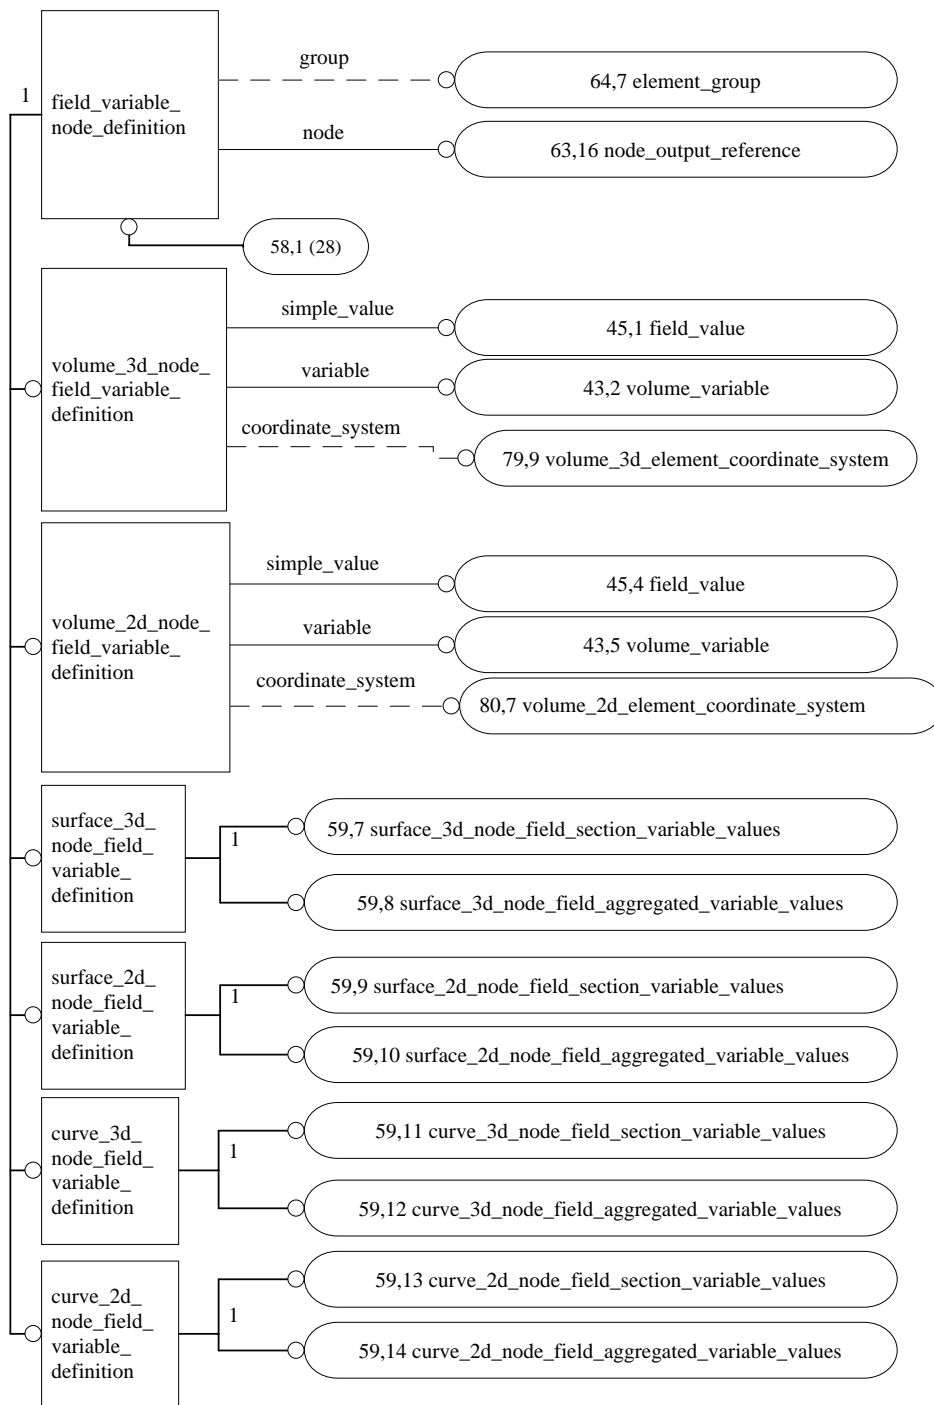 group
64,7 element_group
1
field_variable_
node_definition
node
63,16 node_output_reference
58,1 (28)
simple_value
45,1 field_value
volume_3d_node_
field_variable_
definition
variable
43,2 volume_variable
coordinate_system
79,9 volume_3d_element_coordinate_system
simple_value
45,4 field_value
volume_2d_node_
field_variable_
definition
variable
43,5 volume_variable
coordinate_system
80,7 volume_2d_element_coordinate_system
surface_3d_
node_field_
variable_
definition
1
59,7 surface_3d_node_field_section_variable_values
59,8 surface_3d_node_field_aggregated_variable_values
surface_2d_
node_field_
variable_
definition
1
59,9 surface_2d_node_field_section_variable_values
59,10 surface_2d_node_field_aggregated_variable_values
curve_3d_
node_field_
variable_
definition
1
59,11 curve_3d_node_field_section_variable_values
59,12 curve_3d_node_field_aggregated_variable_values
curve_2d_
node_field_
variable_
definition
1
59,13 curve_2d_node_field_section_variable_values
59,14 curve_2d_node_field_aggregated_variable_values